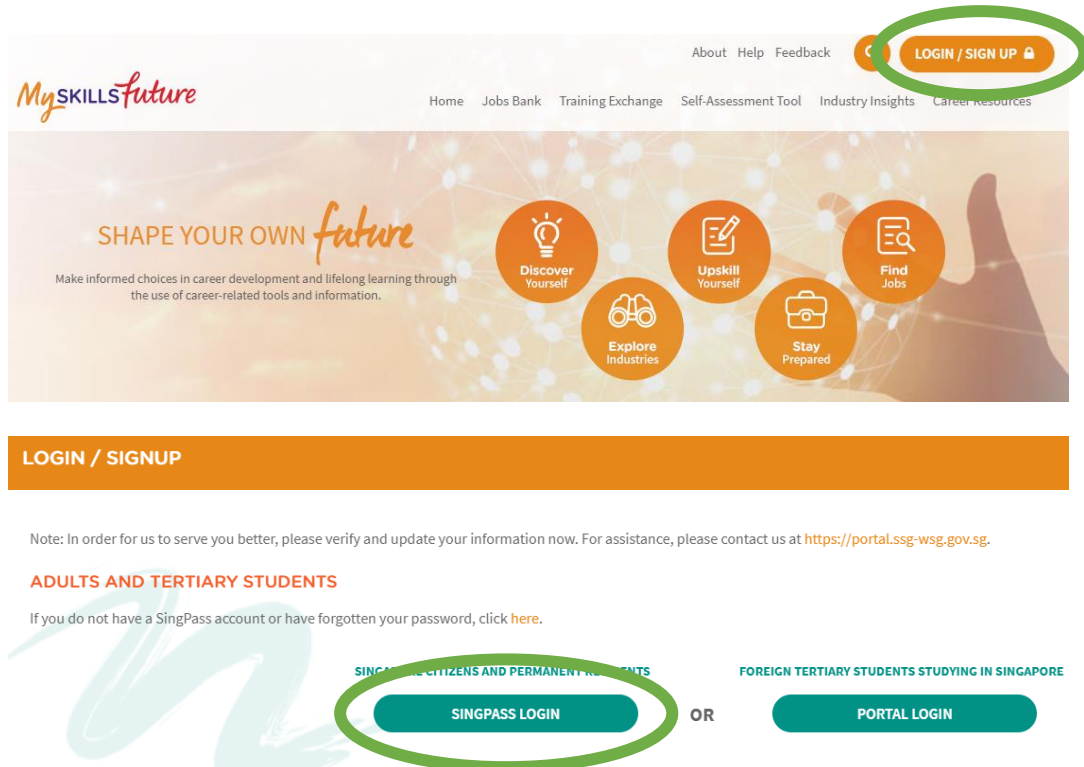 About Help Feedback LOGIN / SIGN UP
MySKILLSfuture
Home Jobs Bank Training Exchange Self-Assessment Tool Industry Insights Career Resources
SHAPE YOUR OWN future
Make informed choices in career development and lifelong learning through
the use of career-related tools and information.
Discover
Yourself
Upskill
Yourself
Find
Jobs
Explore
Industries
Stay
Prepared
LOGIN / SIGNUP
Note: In order for us to serve you better, please verify and update your information now. For assistance, please contact us at https://portal.ssg-wsg.gov.sg.
ADULTS AND TERTIARY STUDENTS
If you do not have a SingPass account or have forgotten your password, click here.
SINGAPORE CITIZENS AND PERMANENT RESIDENTS
FOREIGN TERTIARY STUDENTS STUDYING IN SINGAPORE
SINGPASS LOGIN OR PORTAL LOGIN